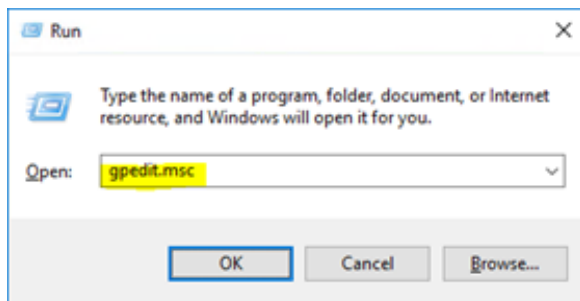 Run
Type the name of a program, folder, document, or Internet
resource, and Windows will open it for you.
Open: gpedit.msc
OK Cancel Browse...